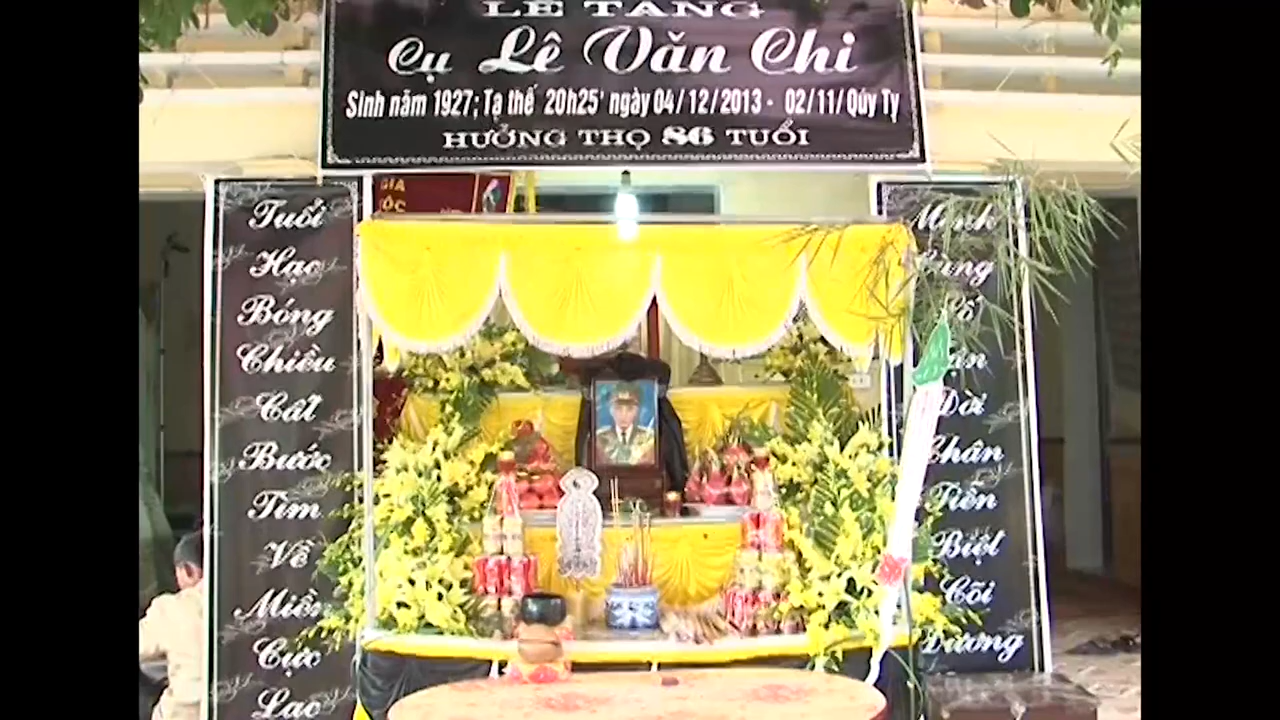 LỄ TANG
Cụ Lê Văn Chi
Sinh năm 1927; Tạ thế 20h25' ngày 04/12/2013 - 02/11/Qúy Tỵ
HƯỞNG THỌ 86 TUỔI
Tuổi
Hạc
Bóng
Chiều
Cất
Bước
Tìm
Về
Miền
Cực
Lạc
Minh
Dời
Chân
Tiên
Biệt
Cõi
Dương